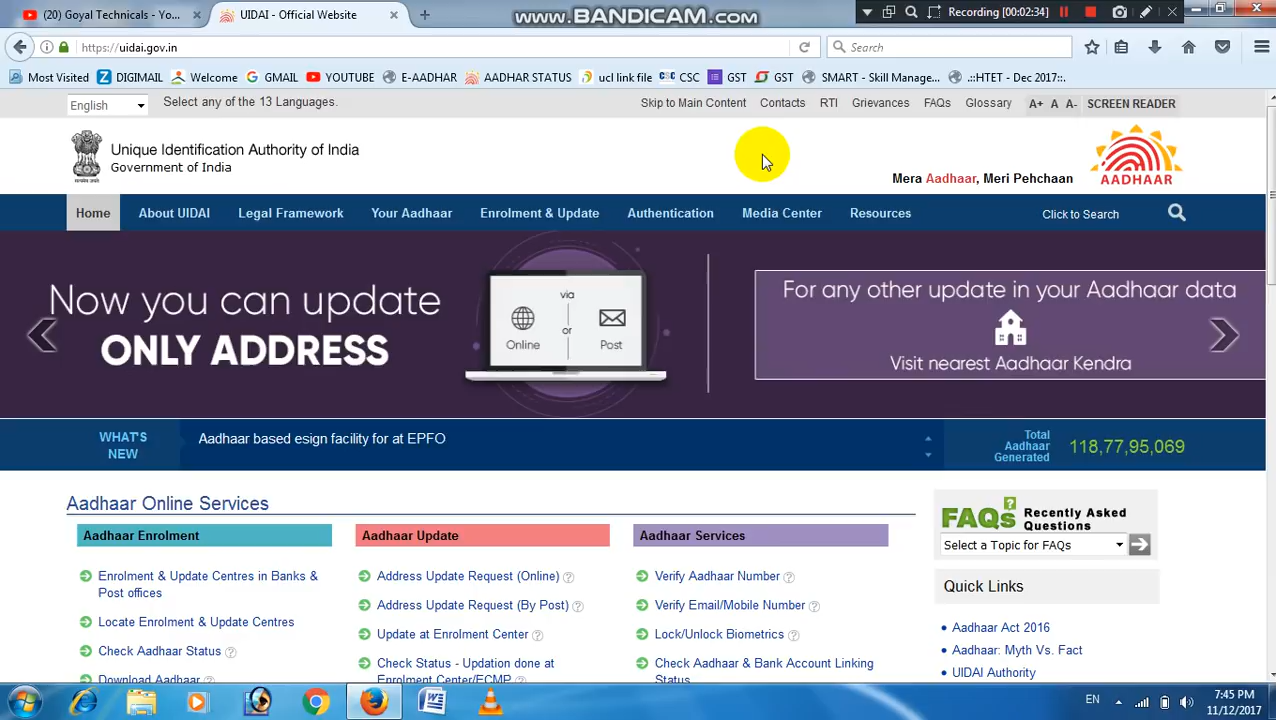 (20) Goyal Technicals - Yo...
UIDAI - Official Website
www.BANDICAM.com
Recording [00:02:34]
https://uidai.gov.in
Search
Most Visited
DIGIMAIL
Welcome
GMAIL
YOUTUBE
E-AADHAR
AADHAR STATUS
ucl link file
CSC
GST
GST
SMART - Skill Manage...
.::HTET - Dec 2017::.
English
Select any of the 13 Languages.
Skip to Main Content
Contacts
RTI
Grievances
FAQs
Glossary
A+ A A-
SCREEN READER
Unique Identification Authority of India
Government of India
Mera Aadhaar, Meri Pehchaan
AADHAAR
Home
About UIDAI
Legal Framework
Your Aadhaar
Enrolment & Update
Authentication
Media Center
Resources
Click to Search
Now you can update
ONLY ADDRESS
via
or
Online
Post
For any other update in your Aadhaar data
Visit nearest Aadhaar Kendra
WHAT'S
NEW
Aadhaar based esign facility for at EPFO
Total
Aadhaar
Generated
118,77,95,069
Aadhaar Online Services
Aadhaar Enrolment
Enrolment & Update Centres in Banks &
Post offices
Locate Enrolment & Update Centres
Check Aadhaar Status
Download Aadhaar
Aadhaar Update
Address Update Request (Online)
Address Update Request (By Post)
Update at Enrolment Center
Check Status - Updation done at
Enrolment Center/ECMP
Aadhaar Services
Verify Aadhaar Number
Verify Email/Mobile Number
Lock/Unlock Biometrics
Check Aadhaar & Bank Account Linking
Status
FAQs
Recently Asked
Questions
Select a Topic for FAQs
Quick Links
Aadhaar Act 2016
Aadhaar: Myth Vs. Fact
UIDAI Authority
EN
7:45 PM
11/12/2017